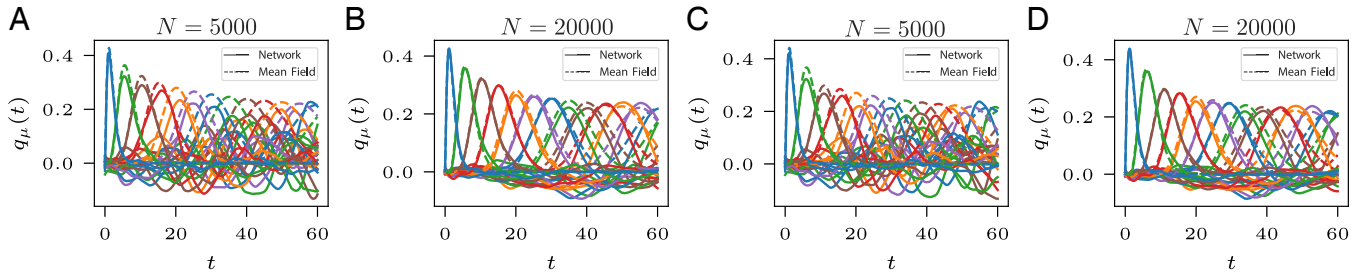 A
N = 5000
q_μ(t)
0.4
0.2
0.0
Network
Mean Field
0 20 40 60
t
B
N = 20000
q_μ(t)
0.4
0.2
0.0
Network
Mean Field
0 20 40 60
t
C
N = 5000
q_μ(t)
0.4
0.2
0.0
Network
Mean Field
0 20 40 60
t
D
N = 20000
q_μ(t)
0.4
0.2
0.0
Network
Mean Field
0 20 40 60
t